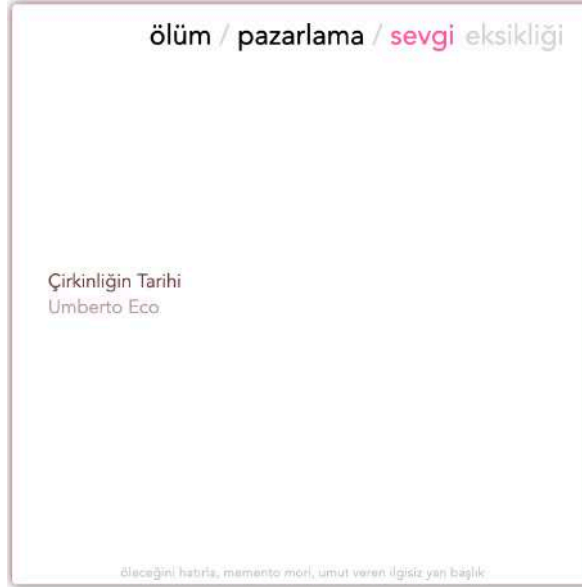 ölüm / pazarlama / sevgi eksikliği
Çirkinliğin Tarihi
Umberto Eco
öleceğini hatırla, memento mori, umut veren ilgisiz yan başlık